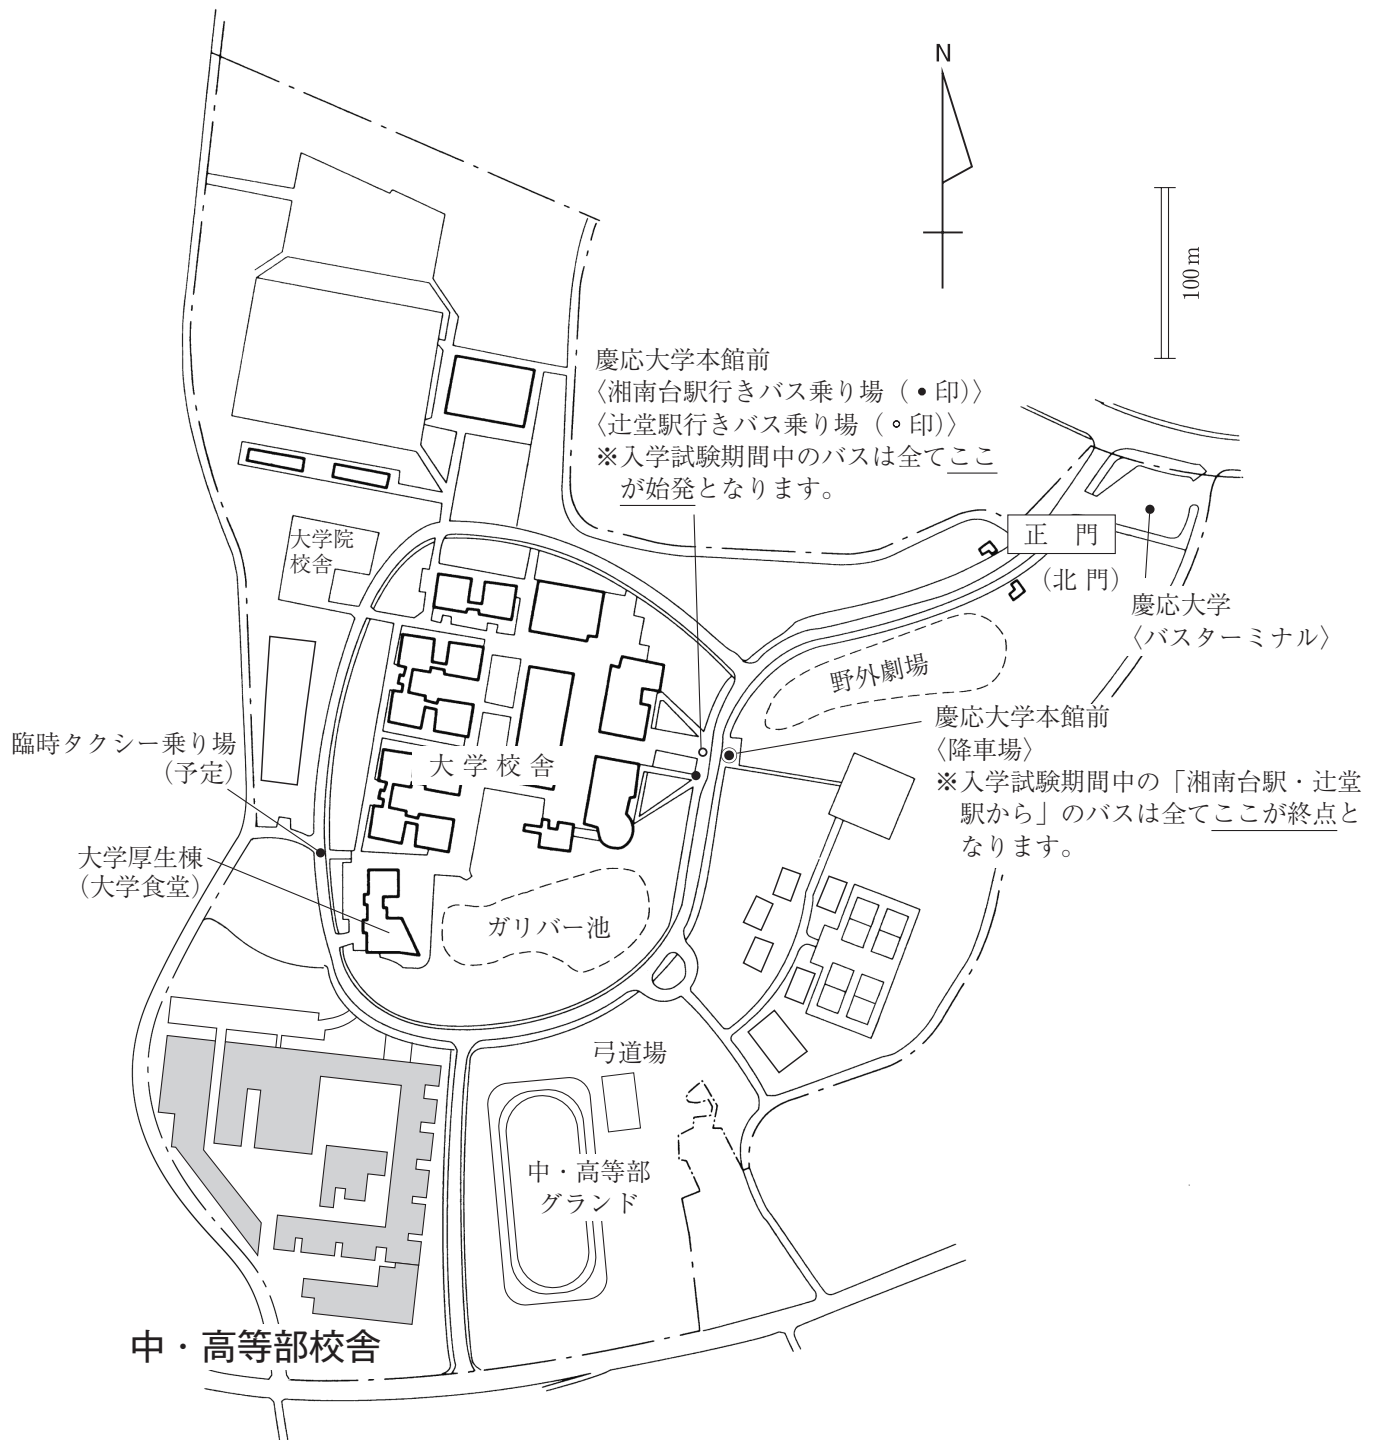 N
100m
慶応大学本館前
〈湘南台駅行きバス乗り場（●印）〉
〈辻堂駅行きバス乗り場（○印）〉
※入学試験期間中のバスは全てここ
が始発となります。
正 門
（北 門）
慶応大学
〈バスターミナル〉
大学院
校舎
野外劇場
慶応大学本館前
〈降車場〉
※入学試験期間中の「湘南台駅・辻堂
駅から」のバスは全てここが終点と
なります。
臨時タクシー乗り場
（予定）
大 学 校 舎
大学厚生棟
（大学食堂）
ガリバー池
弓道場
中・高等部
グランド
中・高等部校舎